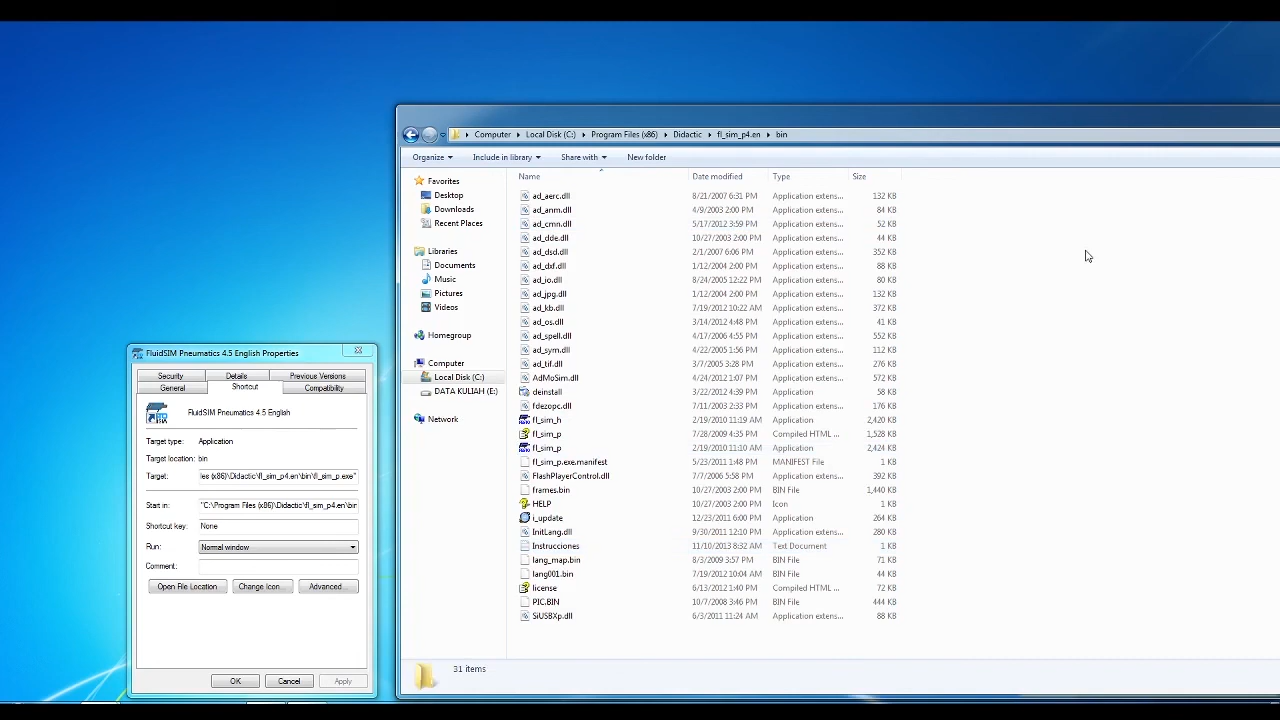 Computer Local Disk (C:) Program Files (x86) Didactic fl_sim_p4.en bin
Organize Include in library Share with New folder
Name Date modified Type Size
Favorites
Desktop
Downloads
Recent Places
Libraries
Documents
Music
Pictures
Videos
Homegroup
Computer
Local Disk (C:)
DATA KULIAH (E:)
Network
ad_aerc.dll 8/21/2007 6:31 PM Application extens... 132 KB
ad_anm.dll 4/9/2003 2:00 PM Application extens... 84 KB
ad_cmn.dll 5/17/2012 3:59 PM Application extens... 52 KB
ad_dde.dll 10/27/2003 2:00 PM Application extens... 44 KB
ad_dsd.dll 2/1/2007 6:06 PM Application extens... 352 KB
ad_dxf.dll 1/12/2004 2:00 PM Application extens... 88 KB
ad_io.dll 8/24/2005 12:22 PM Application extens... 80 KB
ad_jpg.dll 1/12/2004 2:00 PM Application extens... 132 KB
ad_kb.dll 7/19/2012 10:22 AM Application extens... 372 KB
ad_os.dll 3/14/2012 4:48 PM Application extens... 41 KB
ad_spell.dll 4/17/2006 4:55 PM Application extens... 552 KB
ad_sym.dll 4/22/2005 1:56 PM Application extens... 112 KB
ad_tif.dll 3/7/2005 3:28 PM Application extens... 276 KB
AdMoSim.dll 4/24/2012 1:07 PM Application extens... 572 KB
deinstall 3/22/2012 4:39 PM Application 58 KB
fdezopc.dll 7/11/2003 2:33 PM Application extens... 176 KB
fl_sim_h 2/19/2010 11:19 AM Application 2,420 KB
fl_sim_p 7/28/2009 4:35 PM Compiled HTML ... 1,528 KB
fl_sim_p 2/19/2010 11:10 AM Application 2,424 KB
fl_sim_p.exe.manifest 5/23/2011 1:48 PM MANIFEST File 1 KB
FlashPlayerControl.dll 7/7/2006 5:58 PM Application extens... 392 KB
frames.bin 10/27/2003 2:00 PM BIN File 1,440 KB
HELP 10/27/2003 2:00 PM Icon 1 KB
i_update 12/23/2011 6:00 PM Application 264 KB
InitLang.dll 9/30/2011 12:10 PM Application extens... 280 KB
Instrucciones 11/10/2013 8:32 AM Text Document 1 KB
lang_map.bin 8/3/2009 3:57 PM BIN File 71 KB
lang001.bin 7/19/2012 10:04 AM BIN File 44 KB
license 6/13/2012 1:40 PM Compiled HTML ... 72 KB
PIC.BIN 10/7/2008 3:46 PM BIN File 444 KB
SiUSBXp.dll 6/3/2011 11:24 AM Application extens... 88 KB
31 items
FluidSIM Pneumatics 4.5 English Properties
Security Details Previous Versions
General Shortcut Compatibility
FluidSIM Pneumatics 4.5 English
Target type: Application
Target location: bin
Target: les (x86)\Didactic\fl_sim_p4.en\bin\fl_sim_p.exe"
Start in: "C:\Program Files (x86)\Didactic\fl_sim_p4.en\bin
Shortcut key: None
Run: Normal window
Comment:
Open File Location Change Icon... Advanced...
OK Cancel Apply